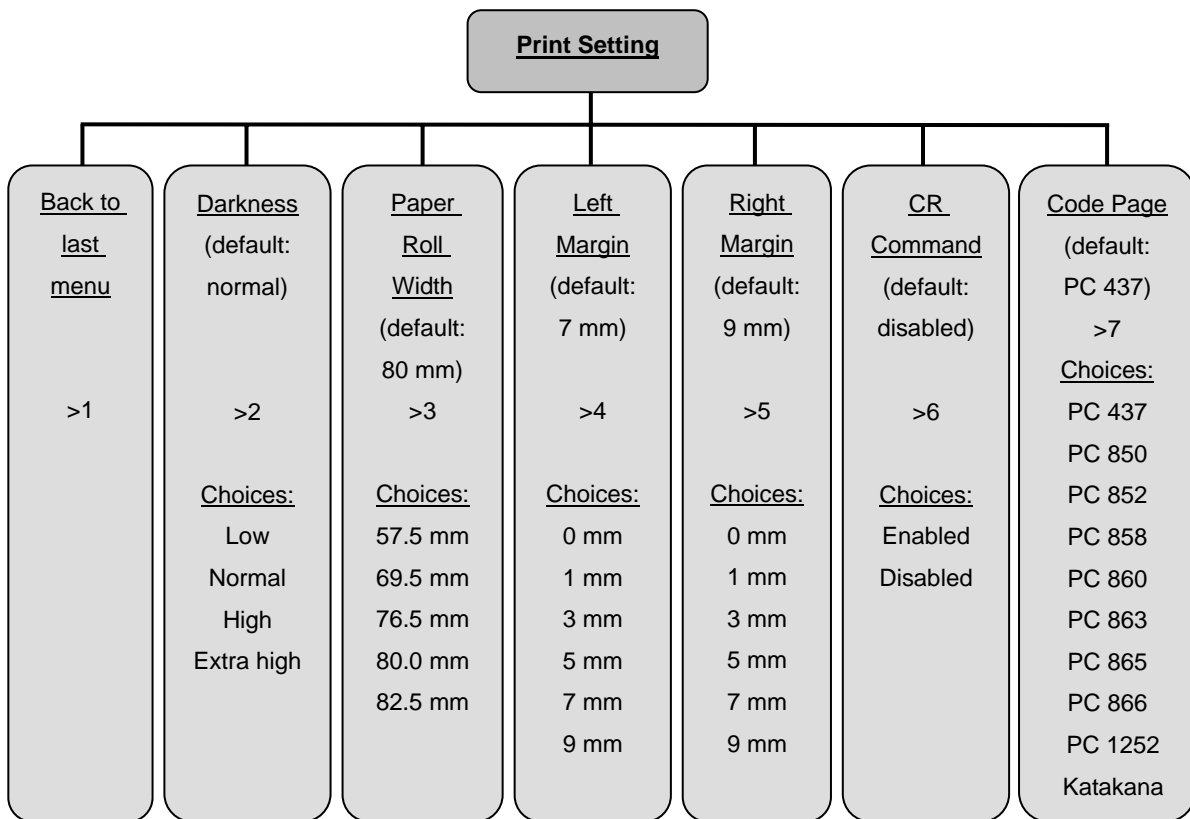 Print Setting
Back to
last
menu
>1
Darkness
(default:
normal)
>2
Choices:
Low
Normal
High
Extra high
Paper
Roll
Width
(default:
80 mm)
>3
Choices:
57.5 mm
69.5 mm
76.5 mm
80.0 mm
82.5 mm
Left
Margin
(default:
7 mm)
>4
Choices:
0 mm
1 mm
3 mm
5 mm
7 mm
9 mm
Right
Margin
(default:
9 mm)
>5
Choices:
0 mm
1 mm
3 mm
5 mm
7 mm
9 mm
CR
Command
(default:
disabled)
>6
Choices:
Enabled
Disabled
Code Page
(default:
PC 437)
>7
Choices:
PC 437
PC 850
PC 852
PC 858
PC 860
PC 863
PC 865
PC 866
PC 1252
Katakana